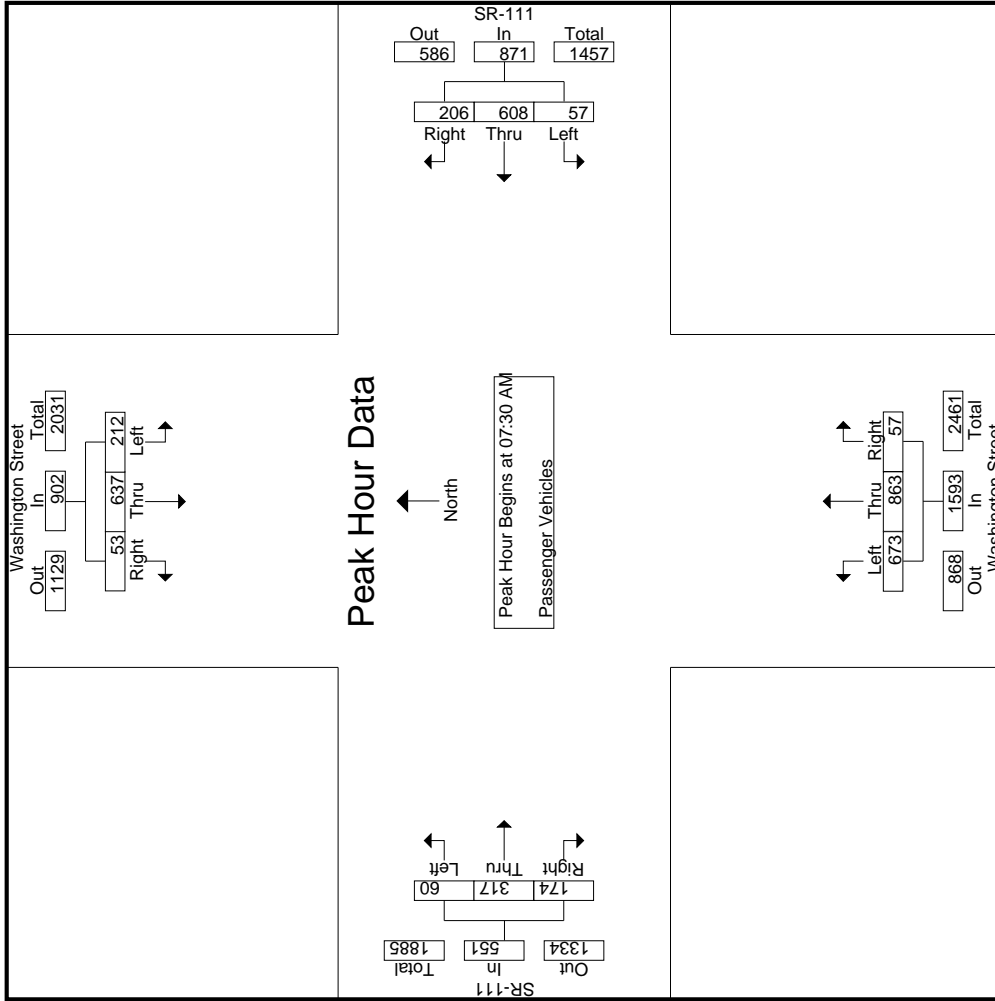 SR-111
Out In Total
586 871 1457
206 608 57
Right Thru Left
Washington Street
Out In Total
1129 902 2031
53 637 212
Right Thru Left
Peak Hour Data
North
Peak Hour Begins at 07:30 AM
Passenger Vehicles
Left Thru Right
673 863 57
868 1593 2461
Out In Total
Washington Street
Left Thru Right
60 317 174
1885 551 1334
Total In Out
SR-111